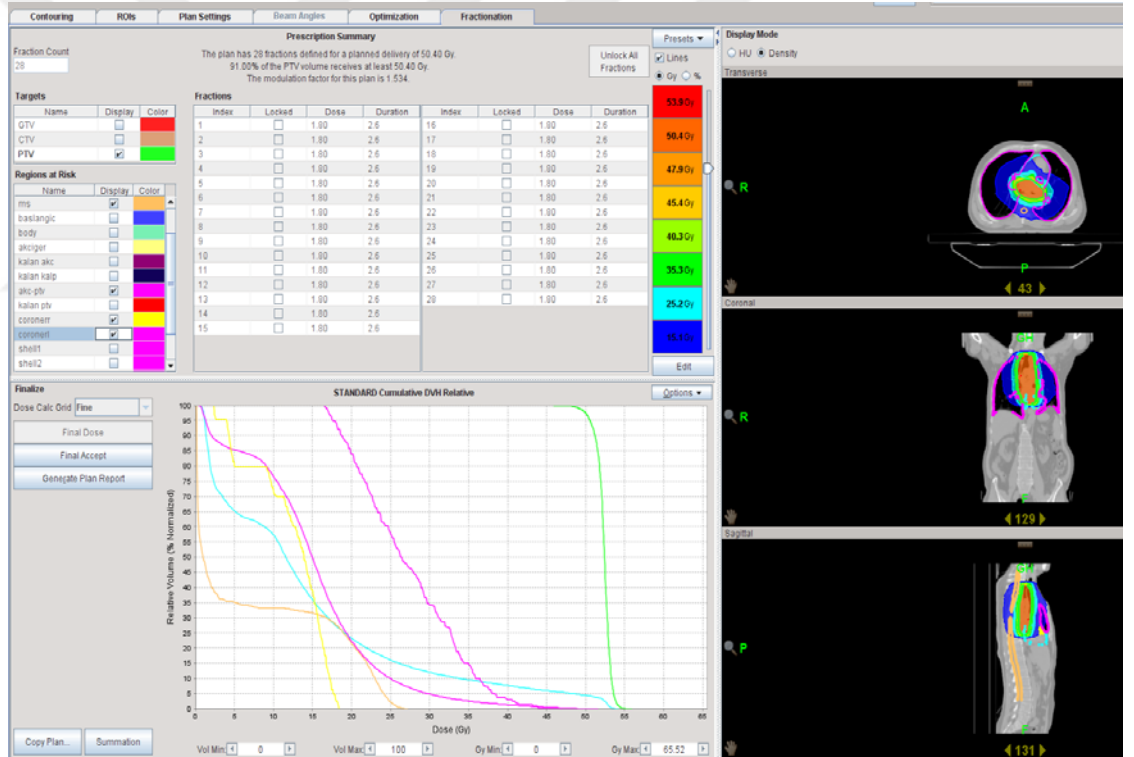 Contouring ROIs Plan Settings Beam Angles Optimization Fractionation
Prescription Summary
Fraction Count
28
The plan has 28 fractions defined for a planned delivery of 50.40 Gy.
91.00% of the PTV volume receives at least 50.40 Gy.
The modulation factor for this plan is 1.534.
Unlock All
Fractions
Presets
Lines
Gy %
Targets
Name Display Color
GTV
CTV
PTV
Regions at Risk
Name Display Color
ms
baslangic
body
akciger
kalan akc
kalan kalp
akc-ptv
kalan ptv
coronerr
coronerl
shell1
shell2
Fractions
Index Locked Dose Duration Index Locked Dose Duration
1 1.80 2.6 16 1.80 2.6
2 1.80 2.6 17 1.80 2.6
3 1.80 2.6 18 1.80 2.6
4 1.80 2.6 19 1.80 2.6
5 1.80 2.6 20 1.80 2.6
6 1.80 2.6 21 1.80 2.6
7 1.80 2.6 22 1.80 2.6
8 1.80 2.6 23 1.80 2.6
9 1.80 2.6 24 1.80 2.6
10 1.80 2.6 25 1.80 2.6
11 1.80 2.6 26 1.80 2.6
12 1.80 2.6 27 1.80 2.6
13 1.80 2.6 28 1.80 2.6
14 1.80 2.6
15 1.80 2.6
53.9 Gy
50.4 Gy
47.9 Gy
45.4 Gy
40.3 Gy
35.3 Gy
25.2 Gy
Edit
Finalize
Dose Calc Grid Fine
Final Dose
Final Accept
Generate Plan Report
Copy Plan... Summation
STANDARD Cumulative DVH Relative
Options
Relative Volume (% Normalized)
100
95
90
85
80
75
70
65
60
55
50
45
40
35
30
25
20
15
10
5
0
0 5 10 15 20 25 30 35 40 45 50 55 60 65
Dose (Gy)
Vol Min: 0 Vol Max: 100 Gy Min: 0 Gy Max: 65.52
Display Mode
HU Density
Transverse
A
R
P
43
Coronal
R
129
Sagittal
P
131